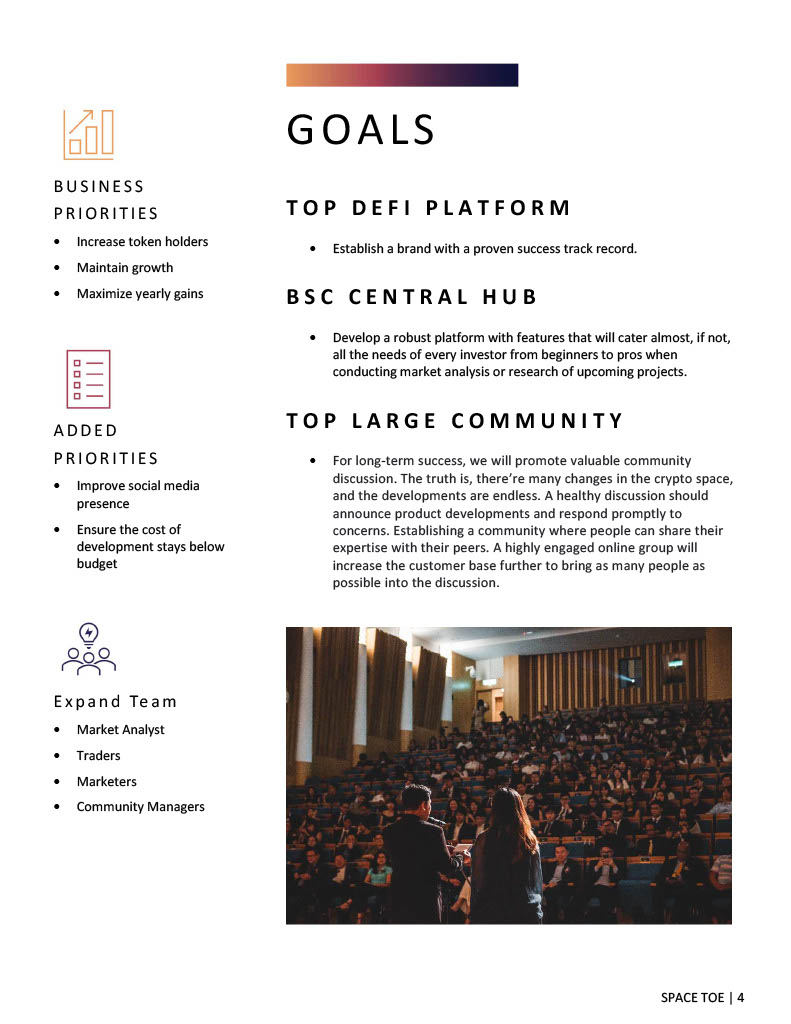 GOALS
BUSINESS
PRIORITIES
• Increase token holders
• Maintain growth
• Maximize yearly gains
ADDED
PRIORITIES
• Improve social media
presence
• Ensure the cost of
development stays below
budget
Expand Team
• Market Analyst
• Traders
• Marketers
• Community Managers
TOP DEFI PLATFORM
• Establish a brand with a proven success track record.
BSC CENTRAL HUB
• Develop a robust platform with features that will cater almost, if not,
all the needs of every investor from beginners to pros when
conducting market analysis or research of upcoming projects.
TOP LARGE COMMUNITY
• For long-term success, we will promote valuable community
discussion. The truth is, there’re many changes in the crypto space,
and the developments are endless. A healthy discussion should
announce product developments and respond promptly to
concerns. Establishing a community where people can share their
expertise with their peers. A highly engaged online group will
increase the customer base further to bring as many people as
possible into the discussion.
SPACE TOE | 4